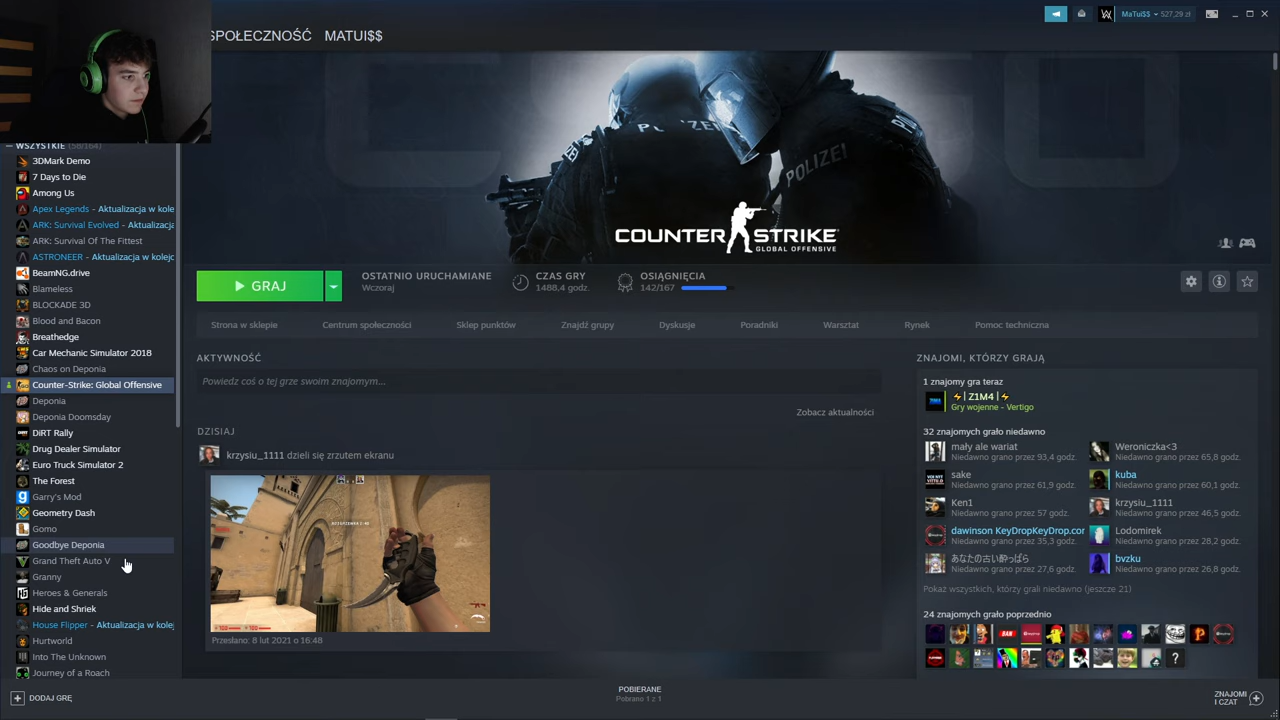 SPOŁECZNOŚĆ MATUI$$
MaTui$$ 527,29 zł
WSZYSTKIE (58/164)
3DMark Demo
7 Days to Die
Among Us
Apex Legends - Aktualizacja w kole
ARK: Survival Evolved - Aktualizacja
ARK: Survival Of The Fittest
ASTRONEER - Aktualizacja w kolejc
BeamNG.drive
Blameless
BLOCKADE 3D
Blood and Bacon
Breathedge
Car Mechanic Simulator 2018
Chaos on Deponia
Counter-Strike: Global Offensive
Deponia
Deponia Doomsday
DiRT Rally
Drug Dealer Simulator
Euro Truck Simulator 2
The Forest
Garry's Mod
Geometry Dash
Gomo
Goodbye Deponia
Grand Theft Auto V
Granny
Heroes & Generals
Hide and Shriek
House Flipper - Aktualizacja w kolej
Hurtworld
Into The Unknown
Journey of a Roach
DODAJ GRĘ
POLIZEI
POLIZEI
COUNTER STRIKE
GLOBAL OFFENSIVE
GRAJ
OSTATNIO URUCHAMIANE
Wczoraj
CZAS GRY
1488,4 godz.
OSIĄGNIĘCIA
142/167
Strona w sklepie Centrum społeczności Sklep punktów Znajdź grupy Dyskusje Poradniki Warsztat Rynek Pomoc techniczna
AKTYWNOŚĆ
Powiedz coś o tej grze swoim znajomym...
Zobacz aktualności
DZISIAJ
krzysiu_1111 dzieli się zrzutem ekranu
Przesłano: 8 lut 2021 o 16:48
ZNAJOMI, KTÓRZY GRAJĄ
1 znajomy gra teraz
⚡| Z1M4 |⚡
Gry wojenne - Vertigo
32 znajomych grało niedawno
mały ale wariat
Niedawno grano przez 93,4 godz.
Weroniczka<3
Niedawno grano przez 65,8 godz.
sake
Niedawno grano przez 61,9 godz.
kuba
Niedawno grano przez 60,1 godz.
Ken1
Niedawno grano przez 57 godz.
krzysiu_1111
Niedawno grano przez 46,5 godz.
dawinson KeyDropKeyDrop.cor
Niedawno grano przez 35,3 godz.
Lodomirek
Niedawno grano przez 28,2 godz.
あなたの古い酔っぱら
Niedawno grano przez 27,6 godz.
bvzku
Niedawno grano przez 26,8 godz.
Pokaż wszystkich, którzy grali niedawno (jeszcze 21)
24 znajomych grało poprzednio
POBIERANE
Pobrano 1 z 1
ZNAJOMI
I CZAT